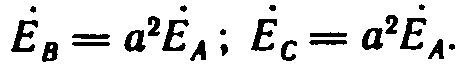 Ė_B = a²Ė_A; Ė_C = a²Ė_A.